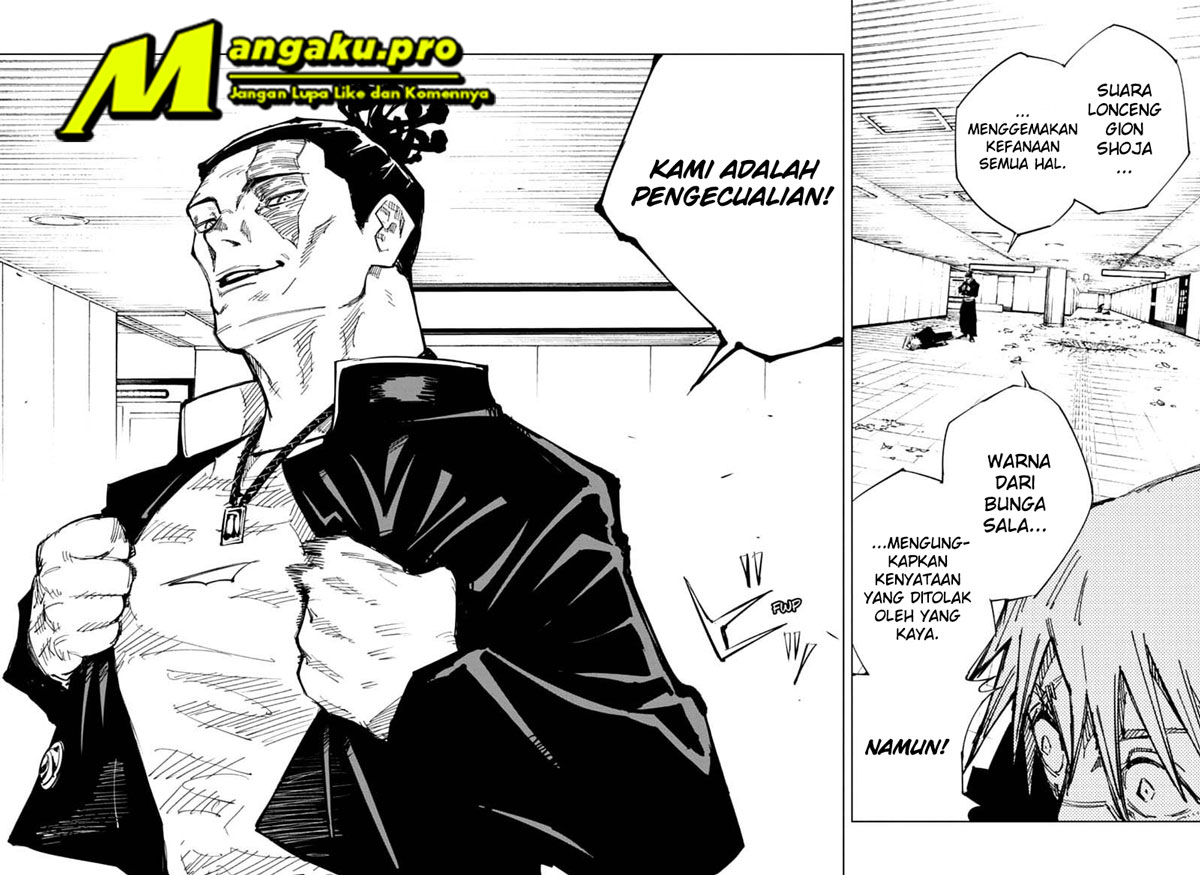 Mangaku.pro
Jangan Lupa Like dan Komennya
SUARA
LONCENG
GION
SHOJA
...
...
MENGGEMAKAN
KEFANAAN
SEMUA HAL.
WARNA
DARI
BUNGA
SALA...
...MENGUNG-
KAPKAN
KENYATAAN
YANG DITOLAK
OLEH YANG
KAYA.
NAMUN!
KAMI ADALAH
PENGECUALIAN!
FWP